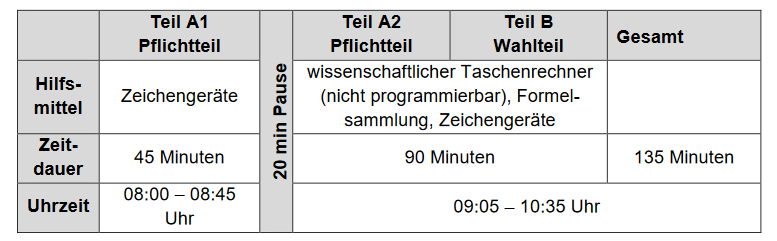 Teil A1
Pflichtteil
20 min Pause
Teil A2
Pflichtteil
Teil B
Wahlteil
Gesamt
Hilfs-
mittel
Zeichengeräte
wissenschaftlicher Taschenrechner
(nicht programmierbar), Formel-
sammlung, Zeichengeräte
Zeit-
dauer
45 Minuten
90 Minuten
135 Minuten
Uhrzeit
08:00 – 08:45
Uhr
09:05 – 10:35 Uhr